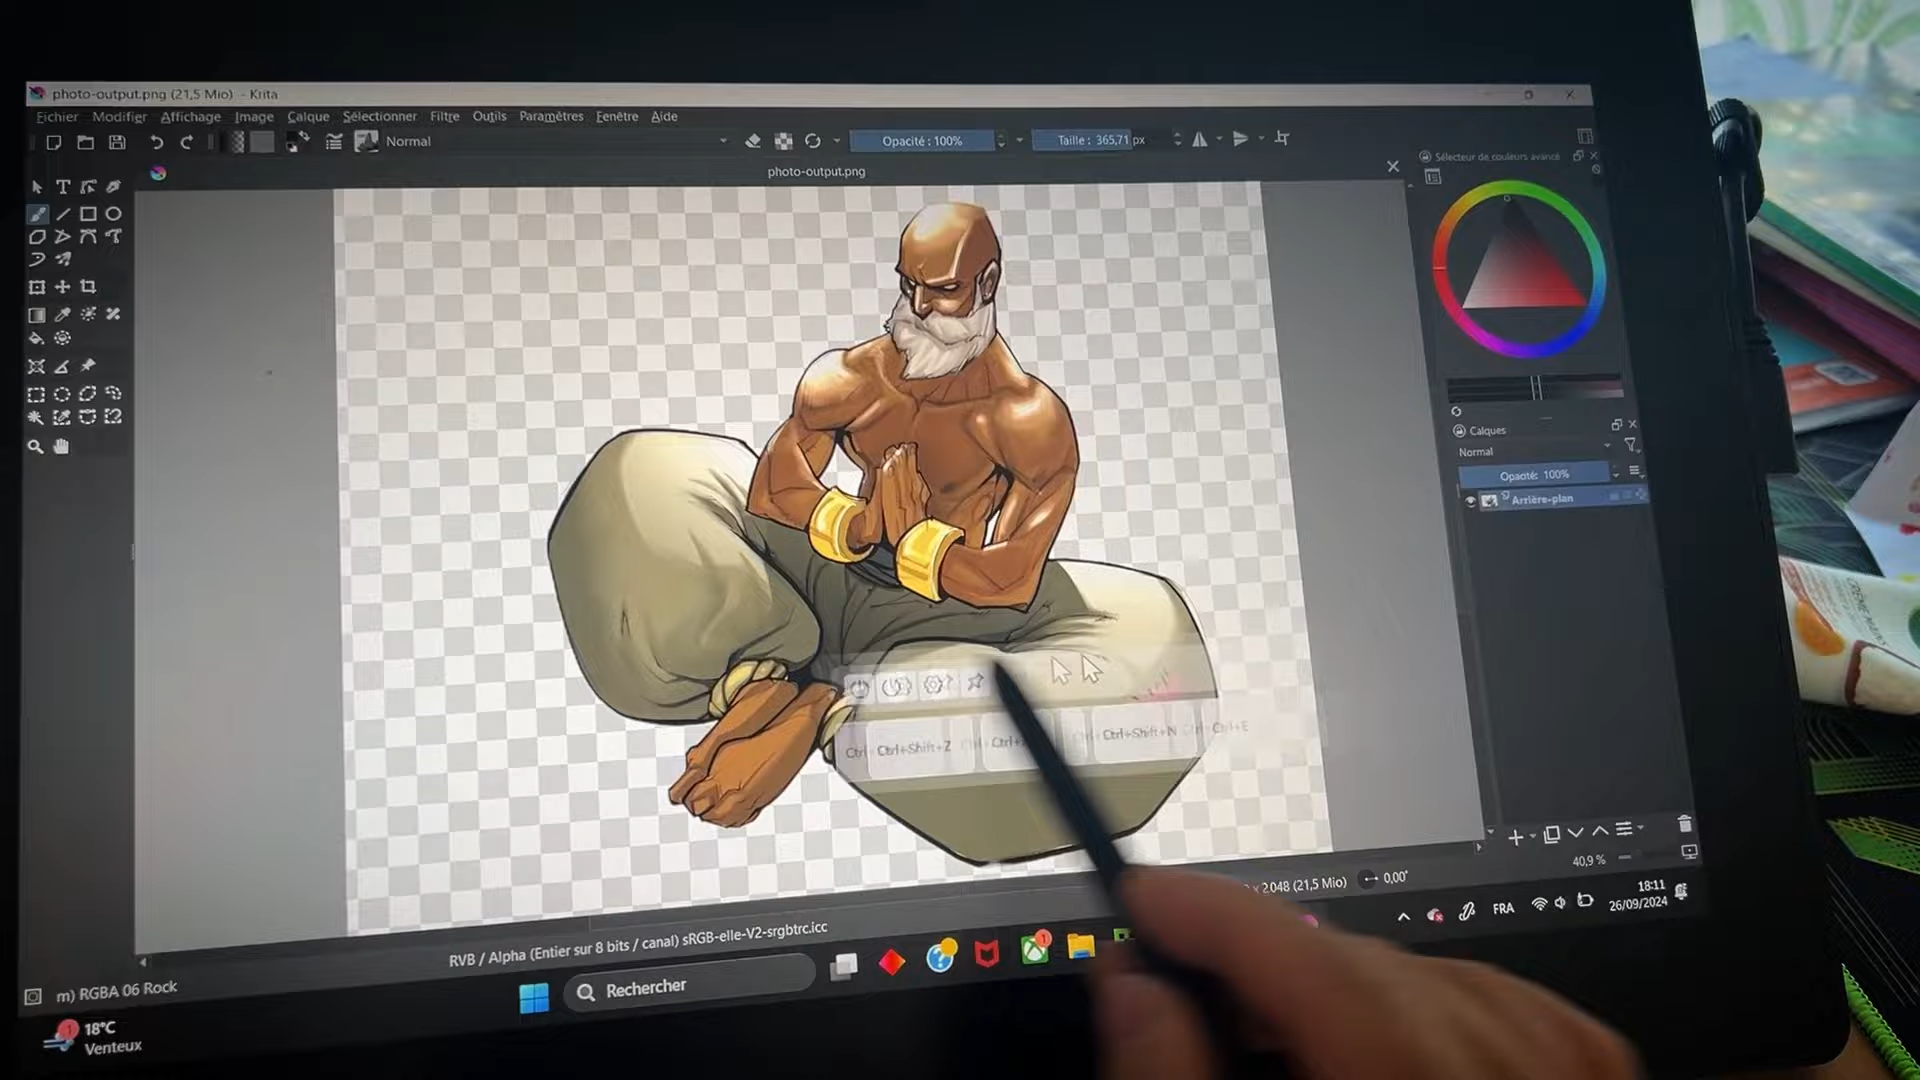 photo-output.png (21,5 Mio) - Krita
Fichier Modifier Affichage Image Calque Sélectionner Filtre Outils Paramètres Fenêtre Aide
Normal Opacité : 100% Taille : 365,71 px
photo-output.png
Sélecteur de couleurs avancé
Calques
Normal
Opacité: 100%
Arrière-plan
Ctrl+Shift+Z Ctrl+Shift+N Ctrl+E
40,9 %
x 2048 (21,5 Mio) 0,00°
RVB / Alpha (Entier sur 8 bits / canal) sRGB-elle-V2-srgbtrc.icc
m) RGBA 06 Rock
Rechercher
1
FRA
18:11
26/09/2024
1
18°C
Venteux